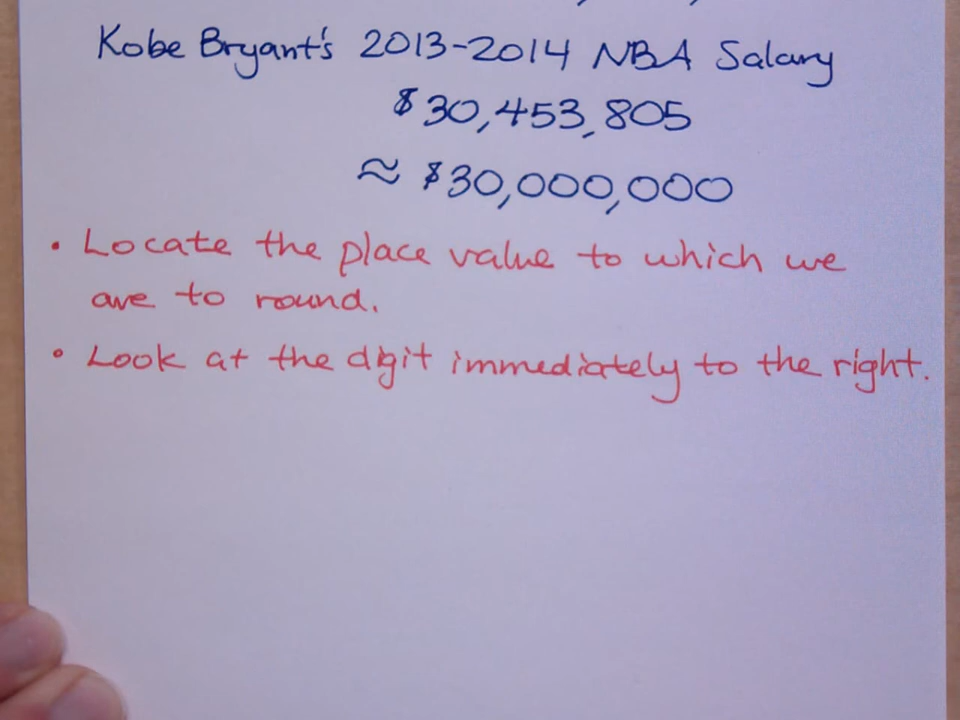 Kobe Bryant's 2013-2014 NBA Salary
$30,453,805
≈ $30,000,000
• Locate the place value to which we
are to round.
• Look at the digit immediately to the right.